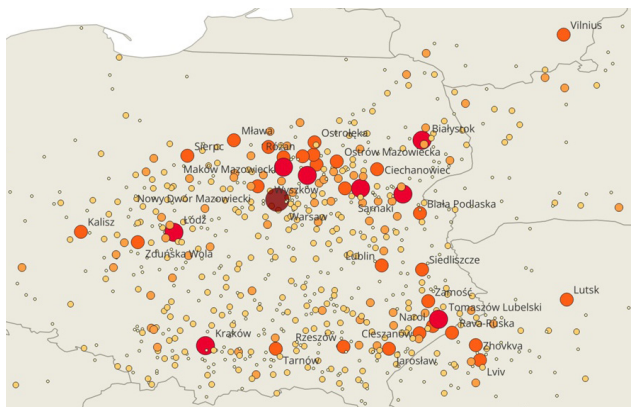 Vilnius
Mława
Ostrołęka
Białystok
Sierpc
Różan
Ostrów Mazowiecka
Maków Mazowiecki
Ciechanowiec
Wyszków
Nowy Dwór Mazowiecki
Sarnaki
Biała Podlaska
Kalisz
Łódź
Warsaw
Zduńska Wola
Lublin
Siedliszcze
Zamość
Lutsk
Tomaszów Lubelski
Narol
Rava-Ruska
Kraków
Rzeszów
Cieszanów
Zhovkva
Tarnów
Jarosław
Lviv